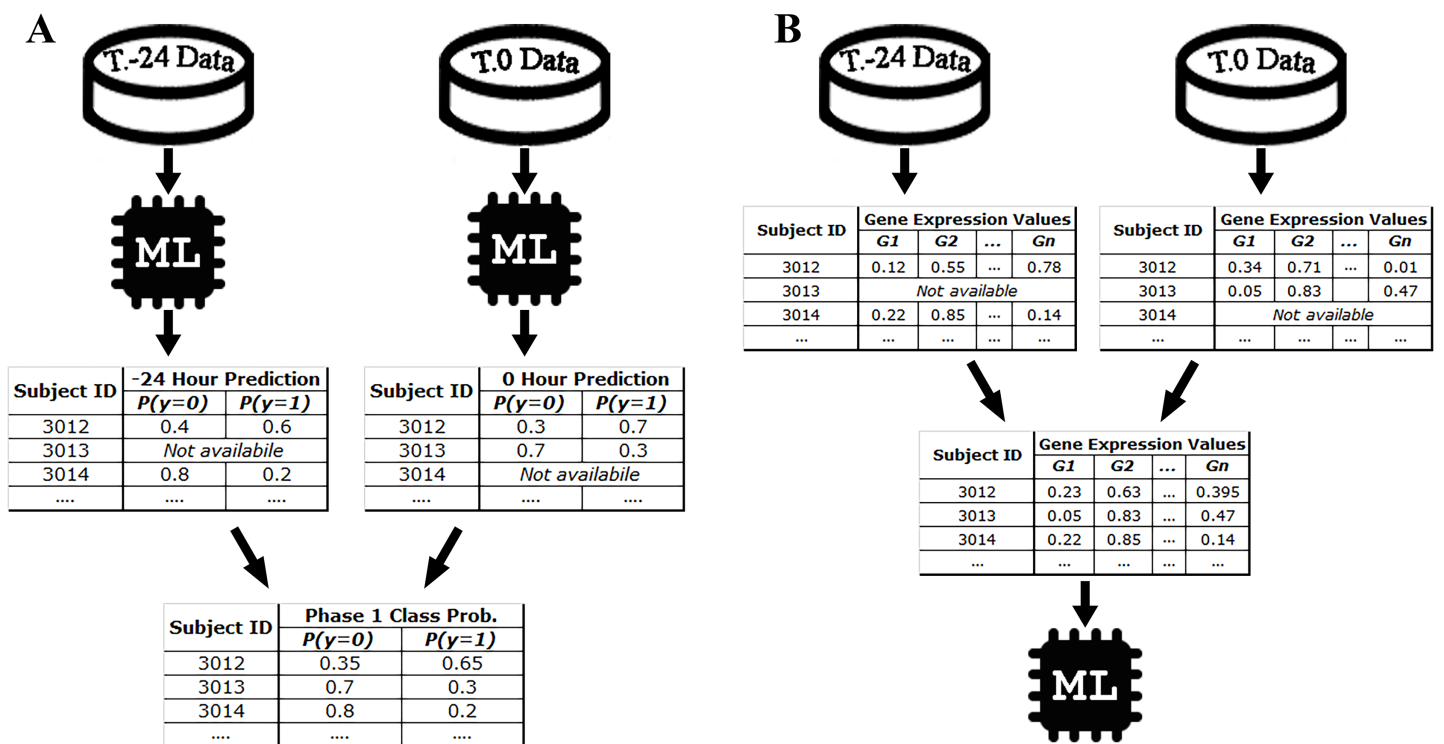 A
T.-24 Data
T.0 Data
ML
ML
Subject ID -24 Hour Prediction
P(y=0) P(y=1)
3012 0.4 0.6
3013 Not availabile
3014 0.8 0.2
.... .... ....
Subject ID 0 Hour Prediction
P(y=0) P(y=1)
3012 0.3 0.7
3013 0.7 0.3
3014 Not availabile
.... .... ....
Subject ID Phase 1 Class Prob.
P(y=0) P(y=1)
3012 0.35 0.65
3013 0.7 0.3
3014 0.8 0.2
.... .... ....
B
T.-24 Data
T.0 Data
Subject ID Gene Expression Values
G1 G2 ... Gn
3012 0.12 0.55 ... 0.78
3013 Not available
3014 0.22 0.85 ... 0.14
... ... ... ... ...
Subject ID Gene Expression Values
G1 G2 ... Gn
3012 0.34 0.71 ... 0.01
3013 0.05 0.83 0.47
3014 Not available
... ... ... ... ...
Subject ID Gene Expression Values
G1 G2 ... Gn
3012 0.23 0.63 ... 0.395
3013 0.05 0.83 ... 0.47
3014 0.22 0.85 ... 0.14
... ... ... ... ...
ML